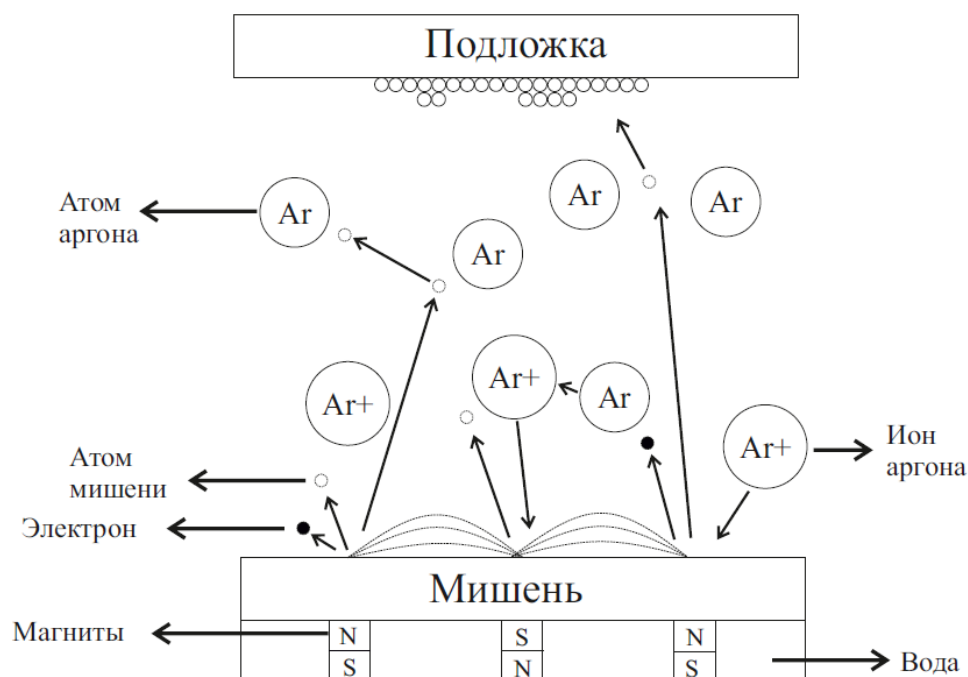 Подложка
Атом
аргона
Ar
Ar
Ar
Ar
Ar+
Ar+
Ar
Ar+
Ион
аргона
Атом
мишени
Электрон
Мишень
Магниты
N
S
N
S
N
S
Вода